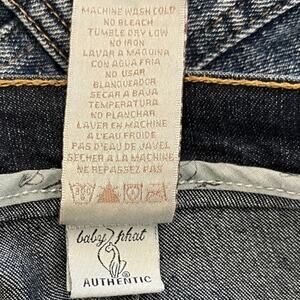 MACHINE WASH COLD
NO BLEACH
TUMBLE DRY LOW
NO IRON
LAVAR A MAQUINA
CON AGUA FRIA
NO USAR
BLANQUEADOR
SECAR A BAJA
TEMPERATURA
NO PLANCHAR
LAVER EN MACHINE
A L'EAU FROIDE
PAS D'EAU DE JAVEL
SECHER A LA MACHINE
NE REPASSEZ PAS
baby phat
AUTHENTIC